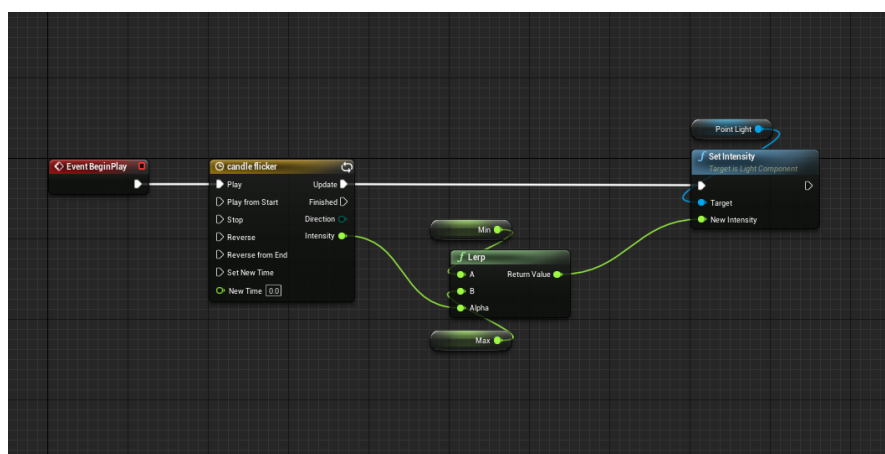 Event BeginPlay
candle flicker
Play
Update
Play from Start
Finished
Stop
Direction
Reverse
Intensity
Reverse from End
Set New Time
New Time 0.0
Min
Lerp
A
Return Value
B
Alpha
Max
Point Light
Set Intensity
Target is Light Component
Target
New Intensity